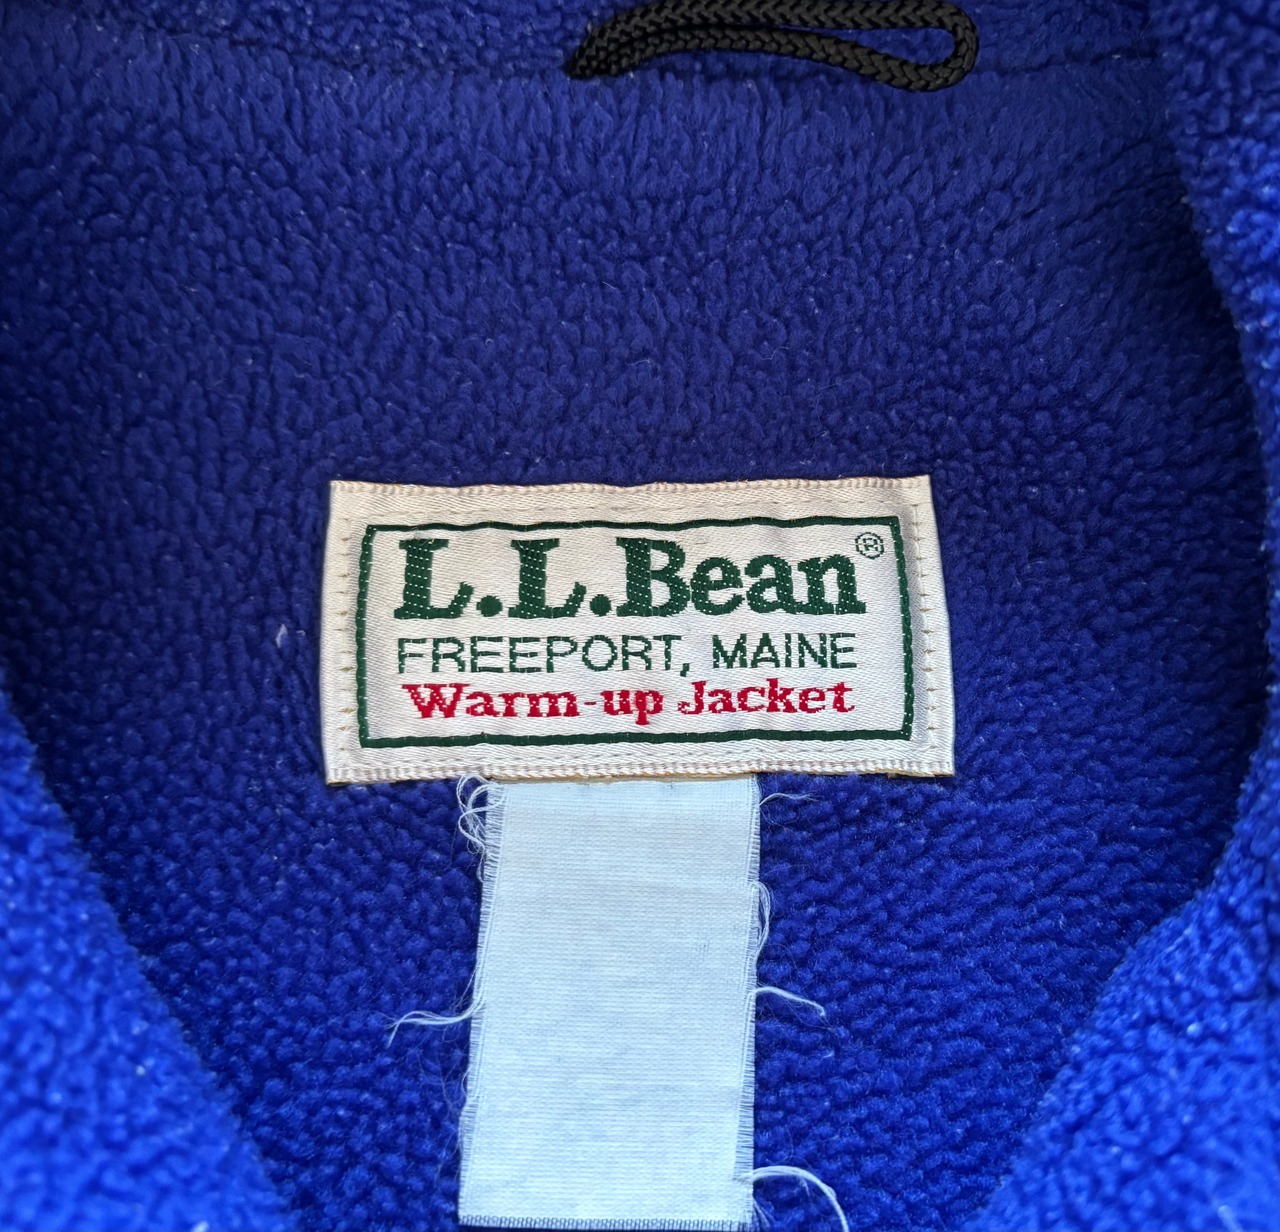 L.L.Bean®
FREEPORT, MAINE
Warm-up Jacket